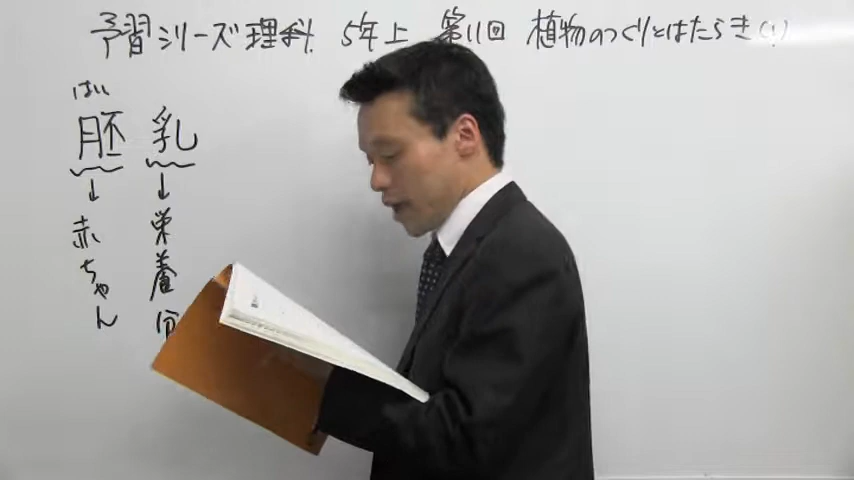 予習シリーズ理科 5年上 第11回 植物のつくりとはたらき(1)
はい
胚乳
↓ ↓
赤ちゃん
栄養分